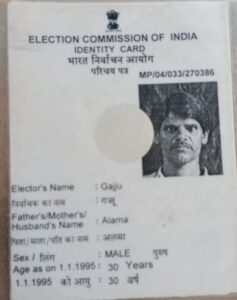 ELECTION COMMISSION OF INDIA
IDENTITY CARD
भारत निर्वाचन आयोग
परिचय पत्र
MP/04/033/270386
Elector's Name : Gajju
निर्वाचक का नाम : गज्जू
Father's/Mother's/
Husband's Name : Alama
पिता/माता/पति का नाम : अलमा
Sex / लिंग : MALE पुरुष
Age as on 1.1.1995 : 30 Years
1.1.1995 को आयु : 30 वर्ष